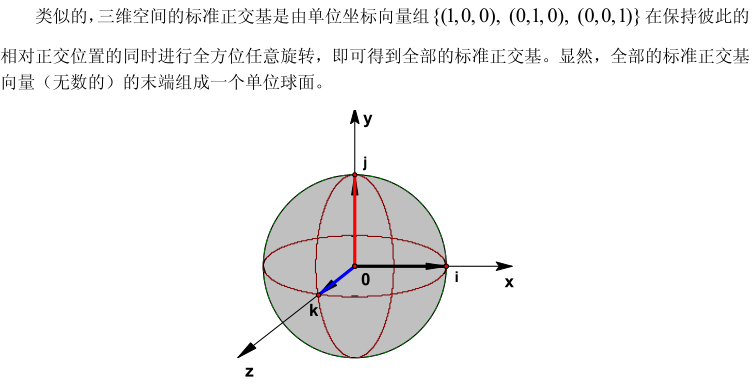 类似的，三维空间的标准正交基是由单位坐标向量组{(1,0,0), (0,1,0), (0,0,1)}在保持彼此的
相对正交位置的同时进行全方位任意旋转，即可得到全部的标准正交基。显然，全部的标准正交基
向量（无数的）的末端组成一个单位球面。
y
j
0
i
x
k
z